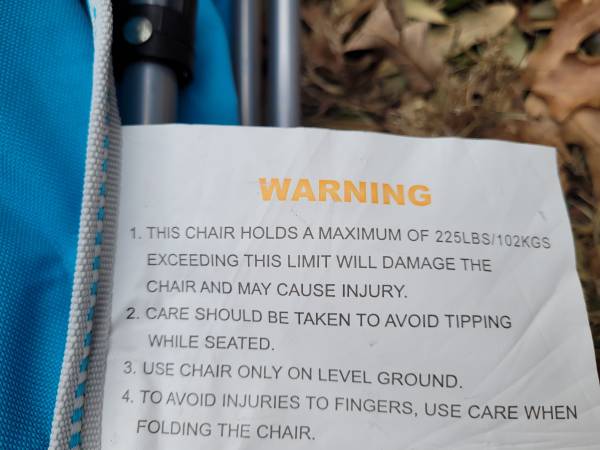 WARNING
1. THIS CHAIR HOLDS A MAXIMUM OF 225LBS/102KGS
EXCEEDING THIS LIMIT WILL DAMAGE THE
CHAIR AND MAY CAUSE INJURY.
2. CARE SHOULD BE TAKEN TO AVOID TIPPING
WHILE SEATED.
3. USE CHAIR ONLY ON LEVEL GROUND.
4. TO AVOID INJURIES TO FINGERS, USE CARE WHEN
FOLDING THE CHAIR.